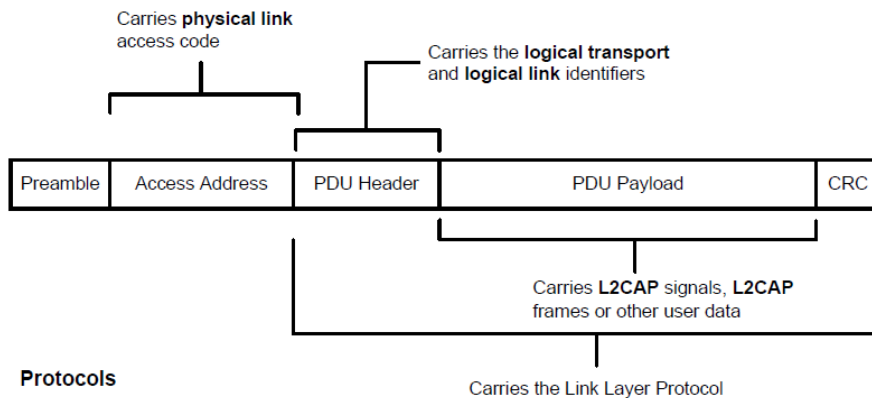 Carries physical link
access code
Carries the logical transport
and logical link identifiers
Preamble
Access Address
PDU Header
PDU Payload
CRC
Carries L2CAP signals, L2CAP
frames or other user data
Protocols
Carries the Link Layer Protocol